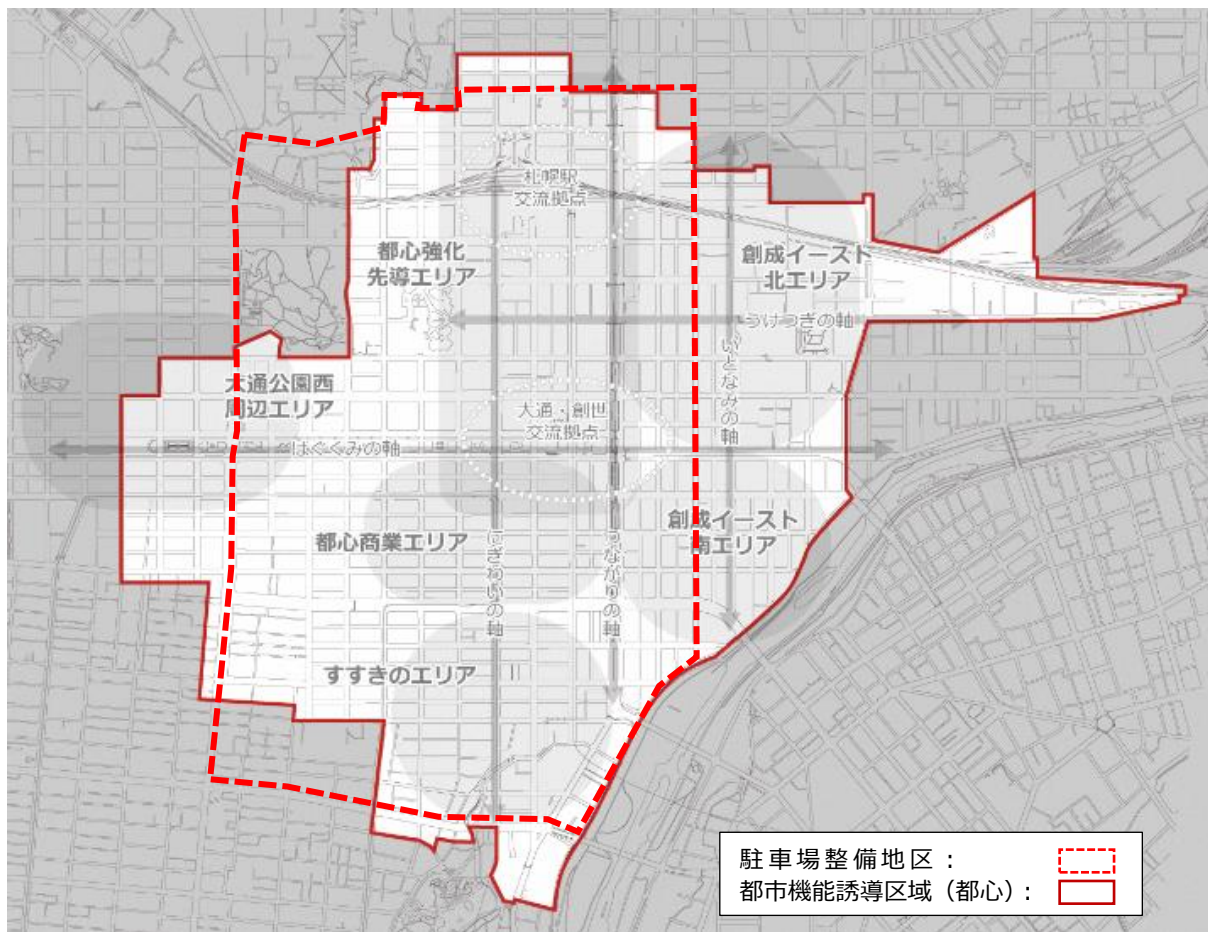 札幌駅
交流拠点
都心強化
先導エリア
創成イースト
北エリア
うけつぎの軸
いとなみの軸
大通公園西
周辺エリア
大通・創世
交流拠点
はぐくみの軸
都心商業エリア
にぎわいの軸
つながりの軸
創成イースト
南エリア
すすきのエリア
駐車場整備地区：
都市機能誘導区域（都心）：